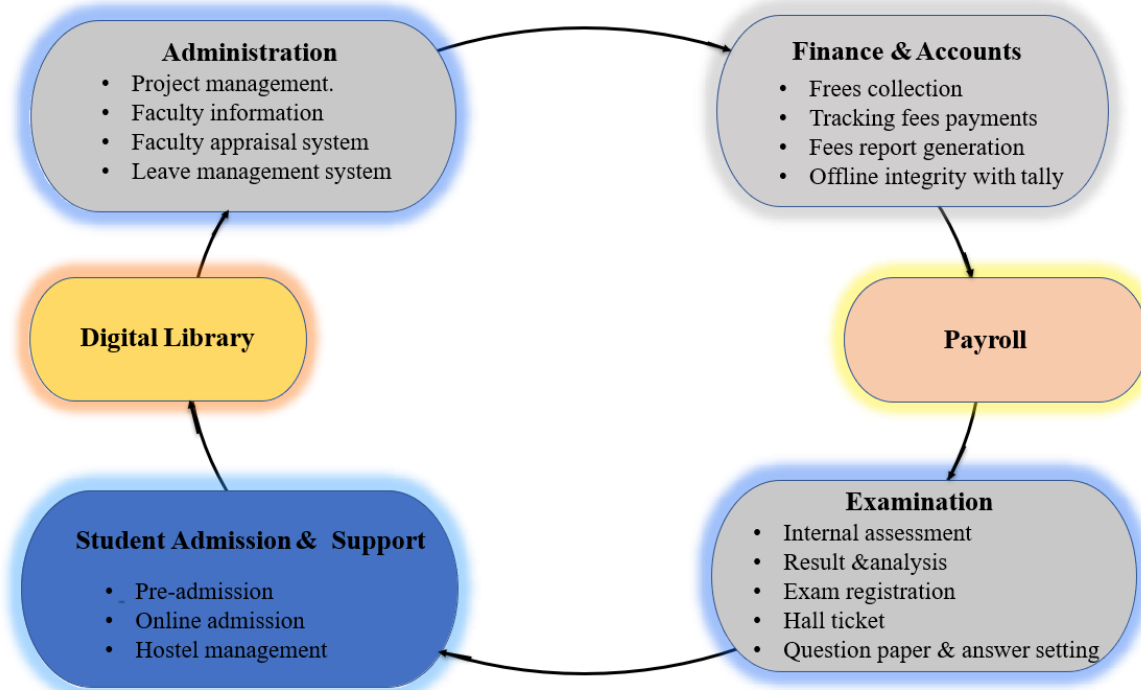 Administration
• Project management.
• Faculty information
• Faculty appraisal system
• Leave management system
Finance & Accounts
• Frees collection
• Tracking fees payments
• Fees report generation
• Offline integrity with tally
Payroll
Examination
• Internal assessment
• Result &analysis
• Exam registration
• Hall ticket
• Question paper & answer setting
Student Admission & Support
• Pre-admission
• Online admission
• Hostel management
Digital Library